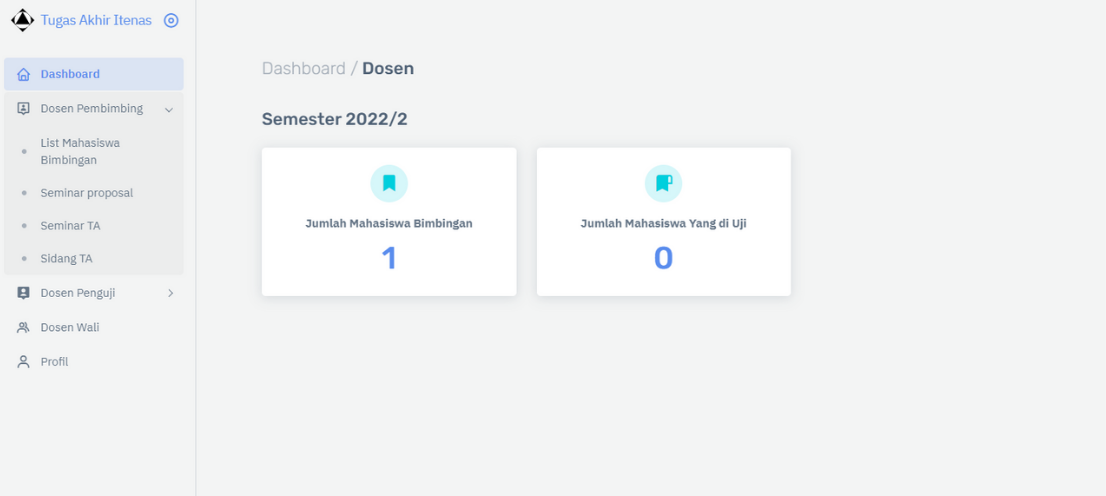 Tugas Akhir Itenas
Dashboard
Dosen Pembimbing
List Mahasiswa
Bimbingan
Seminar proposal
Seminar TA
Sidang TA
Dosen Penguji
Dosen Wali
Profil
Dashboard / Dosen
Semester 2022/2
Jumlah Mahasiswa Bimbingan
1
Jumlah Mahasiswa Yang di Uji
0